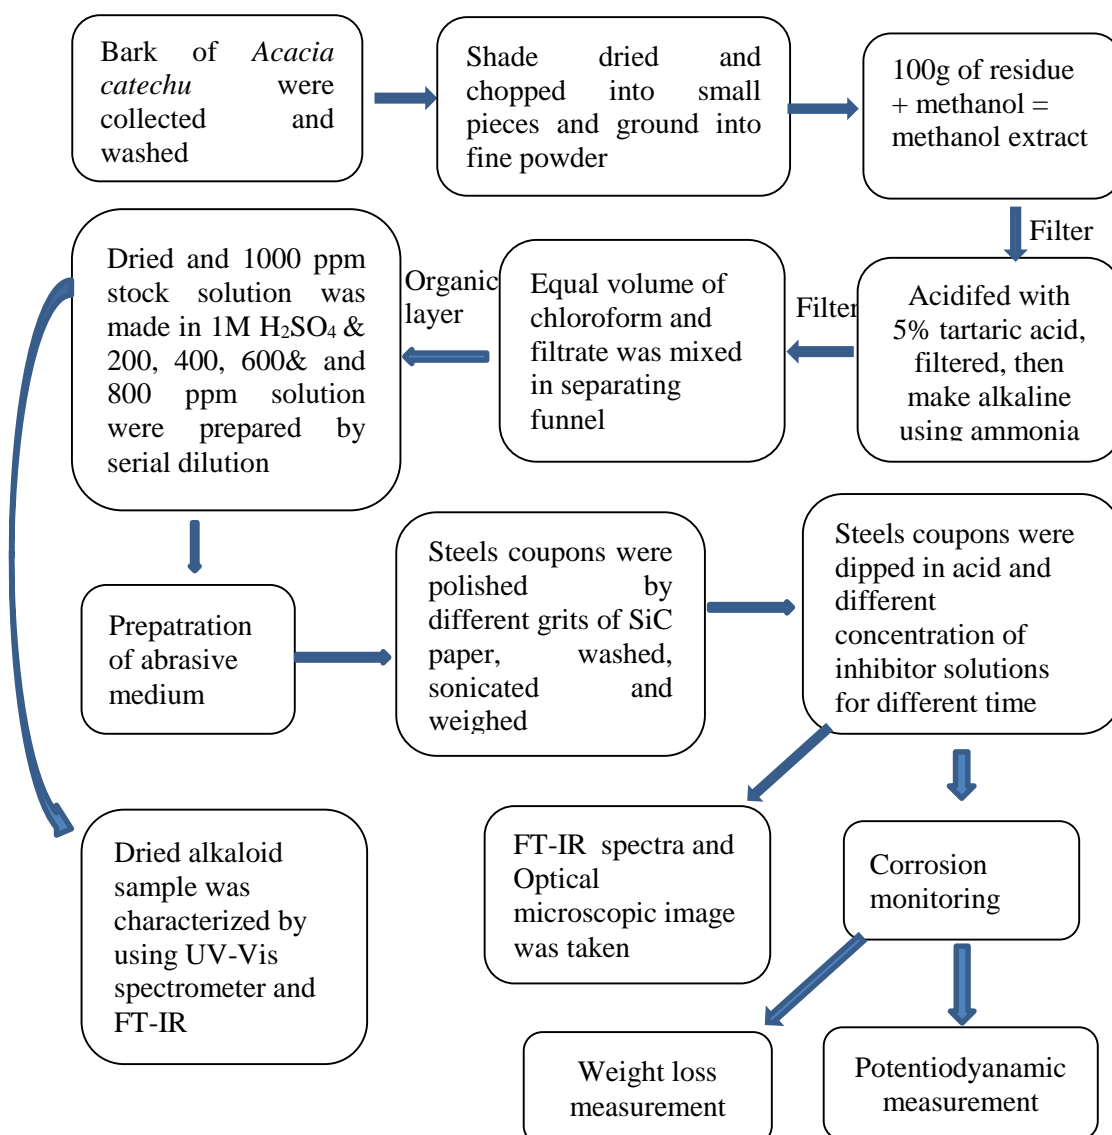 Bark of Acacia
catechu were
collected and
washed
Shade dried and
chopped into small
pieces and ground into
fine powder
100g of residue
+ methanol =
methanol extract
Filter
Acidifed with
5% tartaric acid,
filtered, then
make alkaline
using ammonia
Filter
Equal volume of
chloroform and
filtrate was mixed
in separating
funnel
Organic
layer
Dried and 1000 ppm
stock solution was
made in 1M H₂SO₄ &
200, 400, 600& and
800 ppm solution
were prepared by
serial dilution
Prepatration
of abrasive
medium
Steels coupons were
polished by
different grits of SiC
paper, washed,
sonicated and
weighed
Steels coupons were
dipped in acid and
different
concentration of
inhibitor solutions
for different time
Dried alkaloid
sample was
characterized by
using UV-Vis
spectrometer and
FT-IR
FT-IR spectra and
Optical
microscopic image
was taken
Corrosion
monitoring
Weight loss
measurement
Potentiodyanamic
measurement